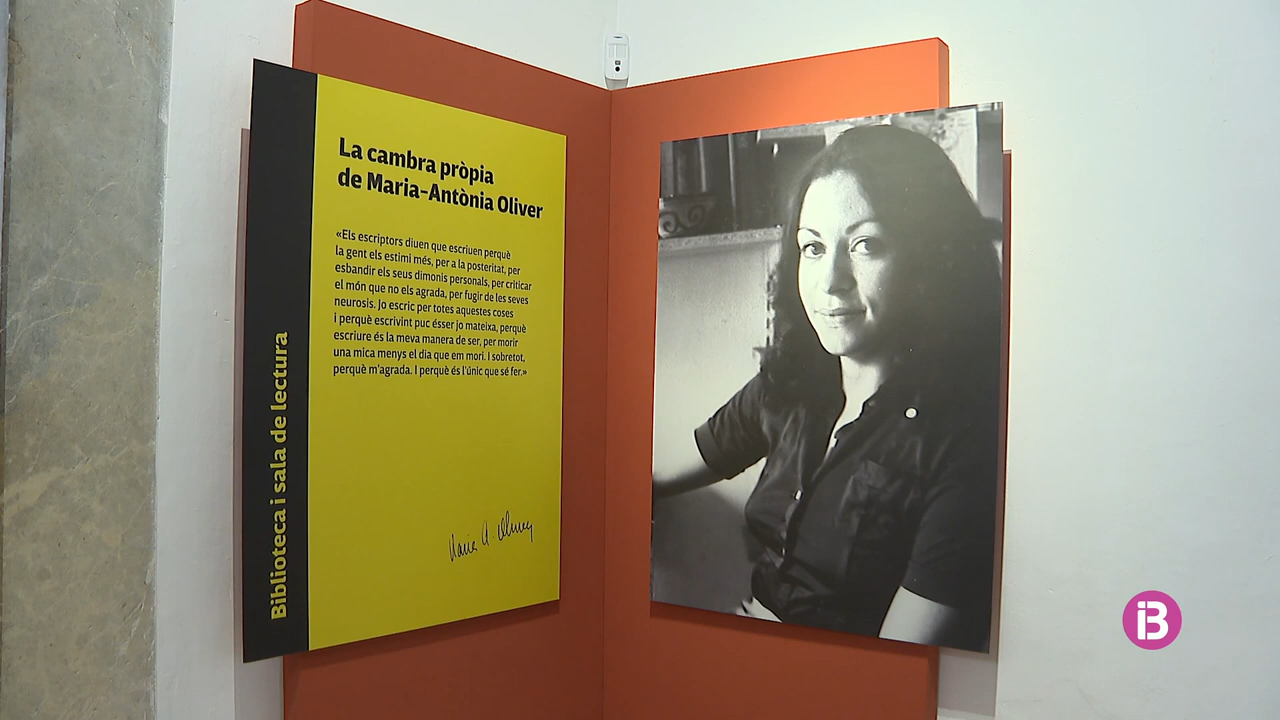 La cambra pròpia
de Maria-Antònia Oliver
«Els escriptors diuen que escriuen perquè
la gent els estimi més, per a la posteritat, per
esbandir els seus dimonis personals, per criticar
el món que no els agrada, per fugir de les seves
neurosis. Jo escric per totes aquestes coses
i perquè escrivint puc ésser jo mateixa, perquè
escriure és la meva manera de ser, per morir
una mica menys el dia que em mori. I sobretot,
perquè m'agrada. I perquè és l'únic que sé fer.»
Maria A. Oliver
Biblioteca i sala de lectura
iB3